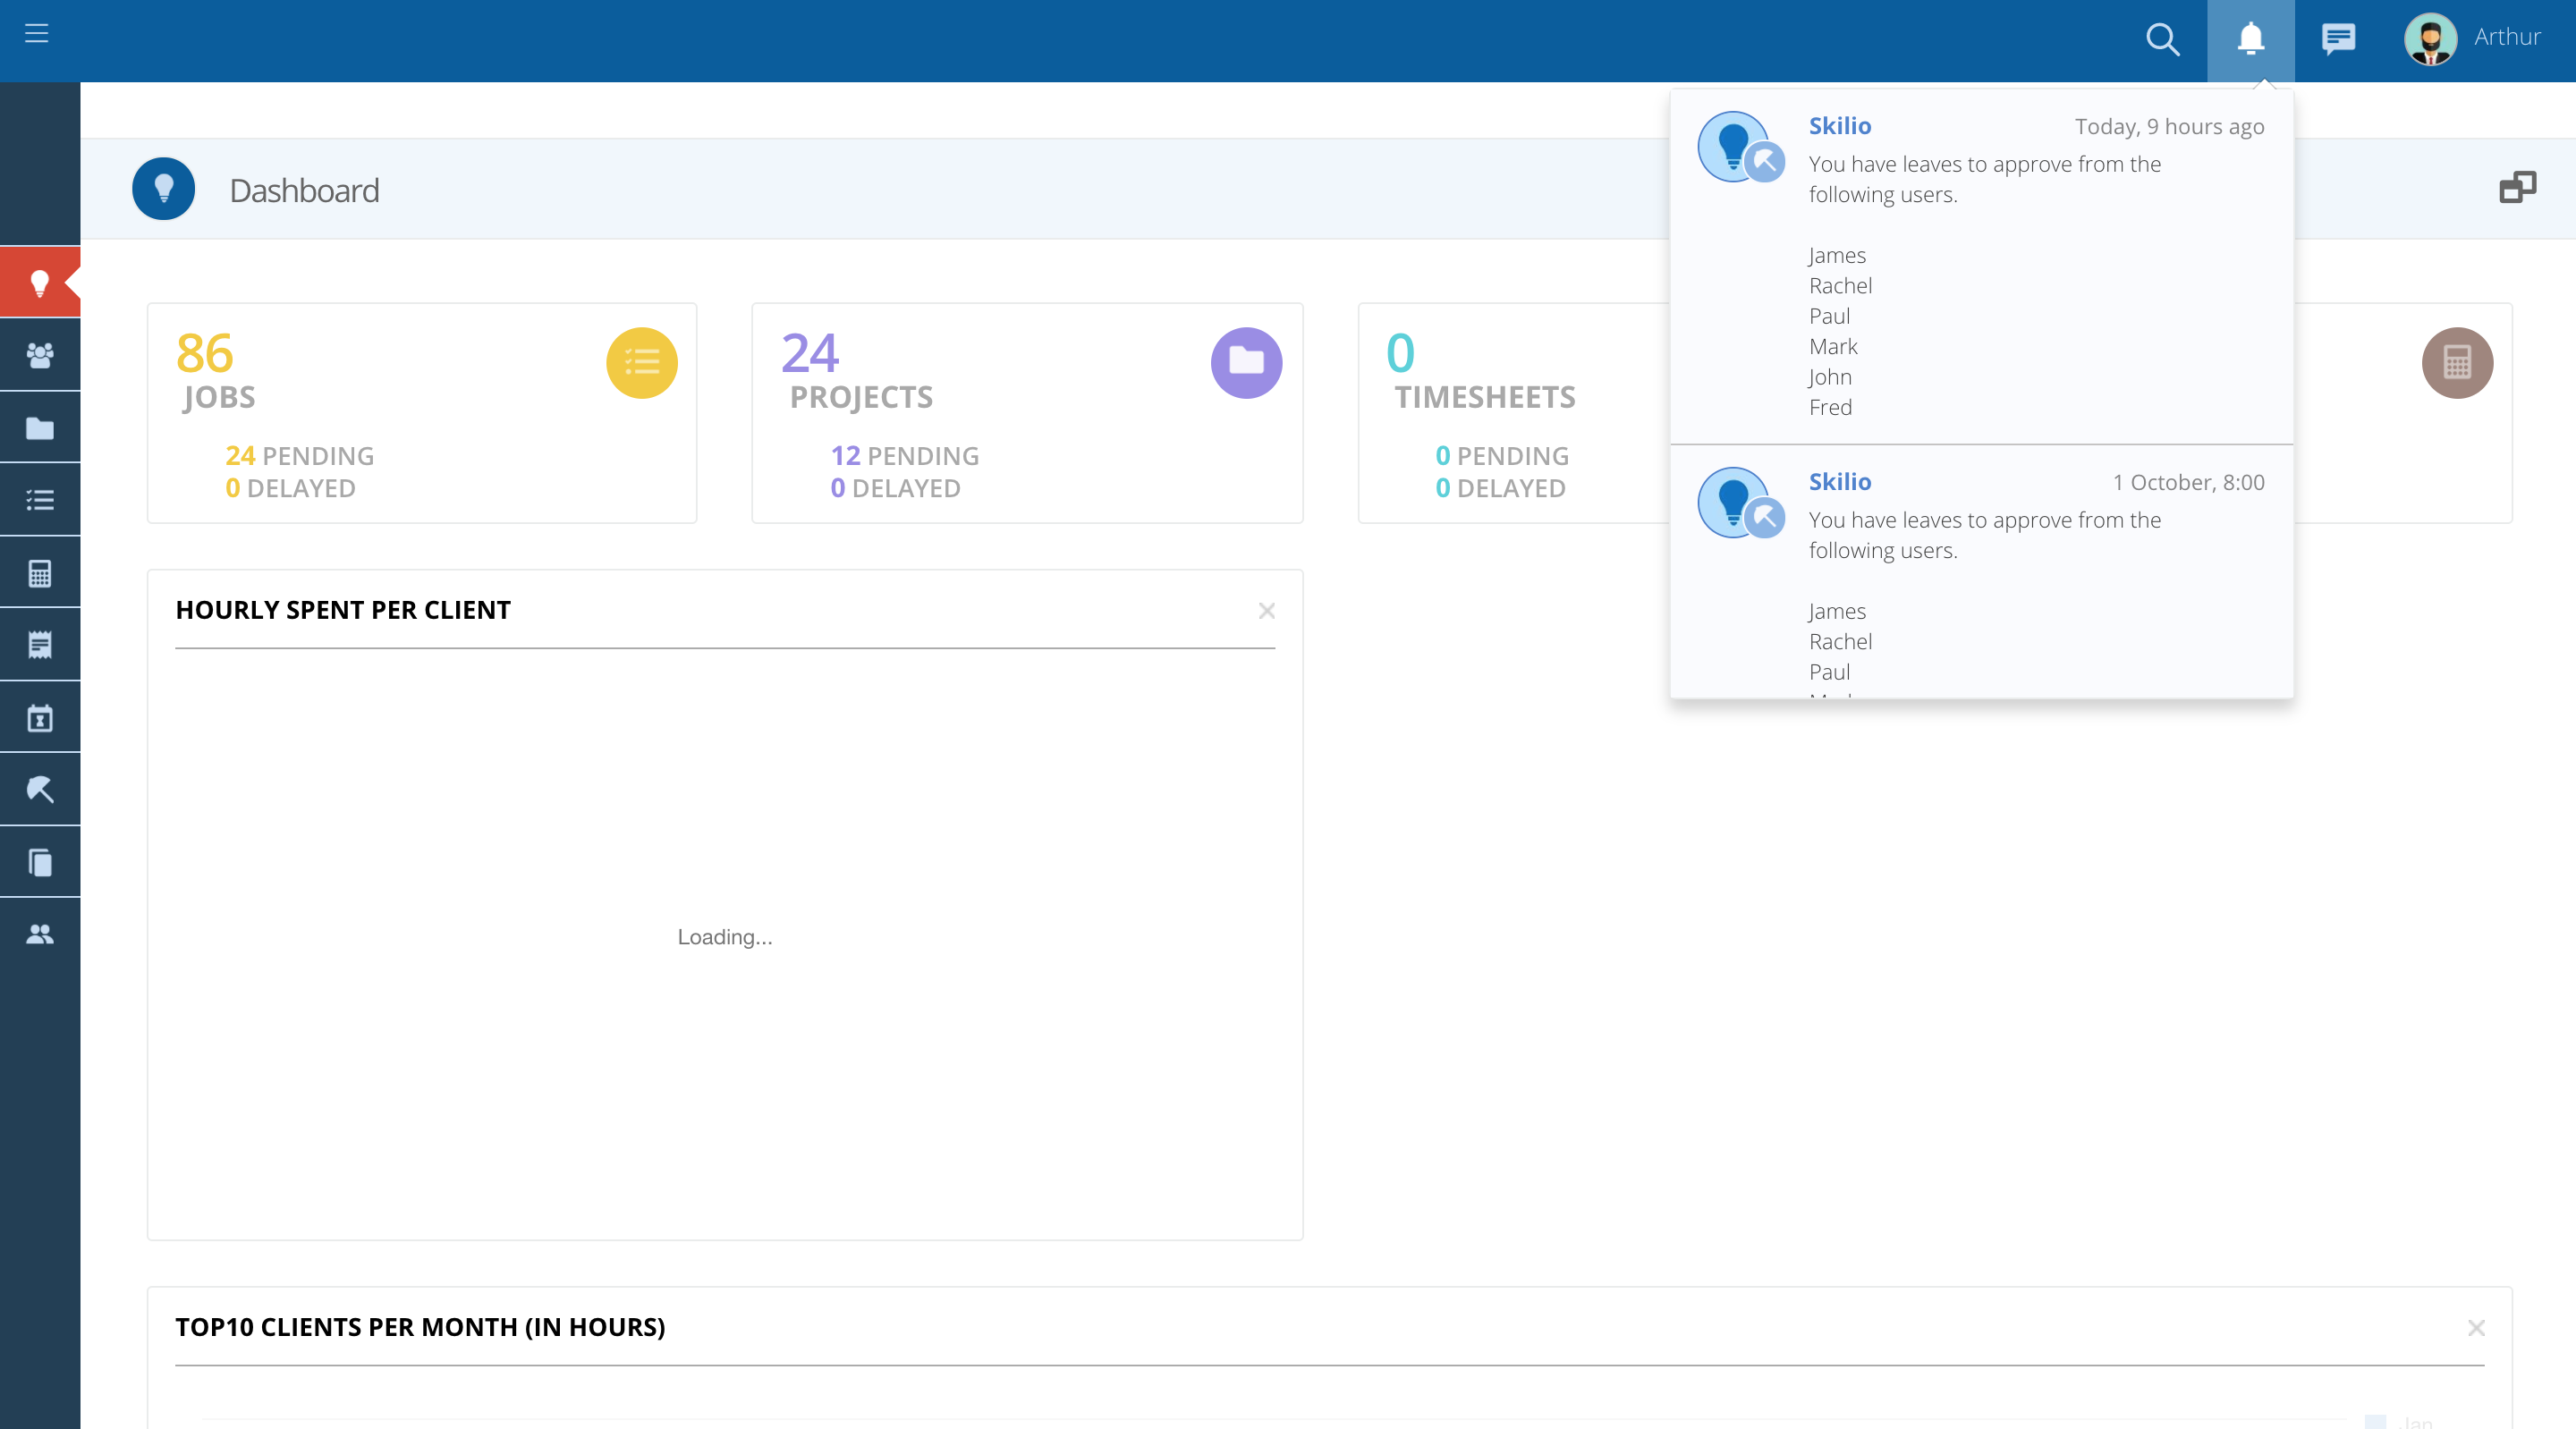 Arthur
Dashboard
Skilio
Today, 9 hours ago
You have leaves to approve from the
following users.
James
Rachel
Paul
Mark
John
Fred
Skilio
1 October, 8:00
You have leaves to approve from the
following users.
James
Rachel
Paul
86
JOBS
24 PENDING
0 DELAYED
24
PROJECTS
12 PENDING
0 DELAYED
0
TIMESHEETS
0 PENDING
0 DELAYED
HOURLY SPENT PER CLIENT
Loading...
TOP10 CLIENTS PER MONTH (IN HOURS)
Jan